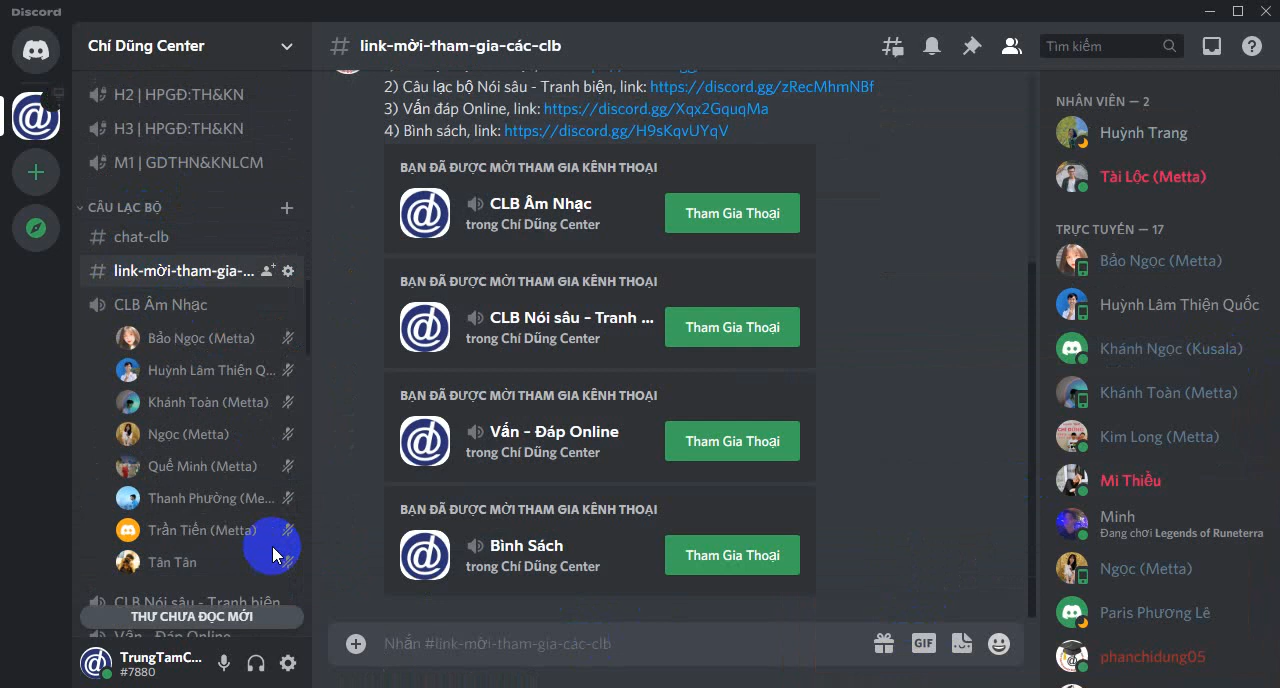 Discord
Chí Dũng Center
H2 | HPGĐ:TH&KN
H3 | HPGĐ:TH&KN
M1 | GDTHN&KNLCM
CÂU LẠC BỘ
chat-clb
link-mời-tham-gia-...
CLB Âm Nhạc
Bảo Ngọc (Metta)
Huỳnh Lâm Thiện Q...
Khánh Toàn (Metta)
Ngọc (Metta)
Quế Minh (Metta)
Thanh Phường (Me...
Trần Tiến (Metta)
Tân Tân
CLB Nói sâu - Tranh biện
THƯ CHƯA ĐỌC MỚI
Vấn - Đáp Online
TrungTamC...
#7880
# link-mời-tham-gia-các-clb
Tìm kiếm
2) Câu lạc bộ Nói sâu - Tranh biện, link: https://discord.gg/zRecMhmNBf
3) Vấn đáp Online, link: https://discord.gg/Xqx2GquqMa
4) Bình sách, link: https://discord.gg/H9sKqvUYqV
BẠN ĐÃ ĐƯỢC MỜI THAM GIA KÊNH THOẠI
CLB Âm Nhạc
trong Chí Dũng Center
Tham Gia Thoại
BẠN ĐÃ ĐƯỢC MỜI THAM GIA KÊNH THOẠI
CLB Nói sâu - Tranh ...
trong Chí Dũng Center
Tham Gia Thoại
BẠN ĐÃ ĐƯỢC MỜI THAM GIA KÊNH THOẠI
Vấn - Đáp Online
trong Chí Dũng Center
Tham Gia Thoại
BẠN ĐÃ ĐƯỢC MỜI THAM GIA KÊNH THOẠI
Bình Sách
trong Chí Dũng Center
Tham Gia Thoại
Nhắn #link-mời-tham-gia-các-clb
GIF
NHÂN VIÊN — 2
Huỳnh Trang
Tài Lộc (Metta)
TRỰC TUYẾN — 17
Bảo Ngọc (Metta)
Huỳnh Lâm Thiện Quốc
Khánh Ngọc (Kusala)
Khánh Toàn (Metta)
Kim Long (Metta)
Mi Thiều
Minh
Đang chơi Legends of Runeterra
Ngọc (Metta)
Paris Phương Lê
phanchidung05